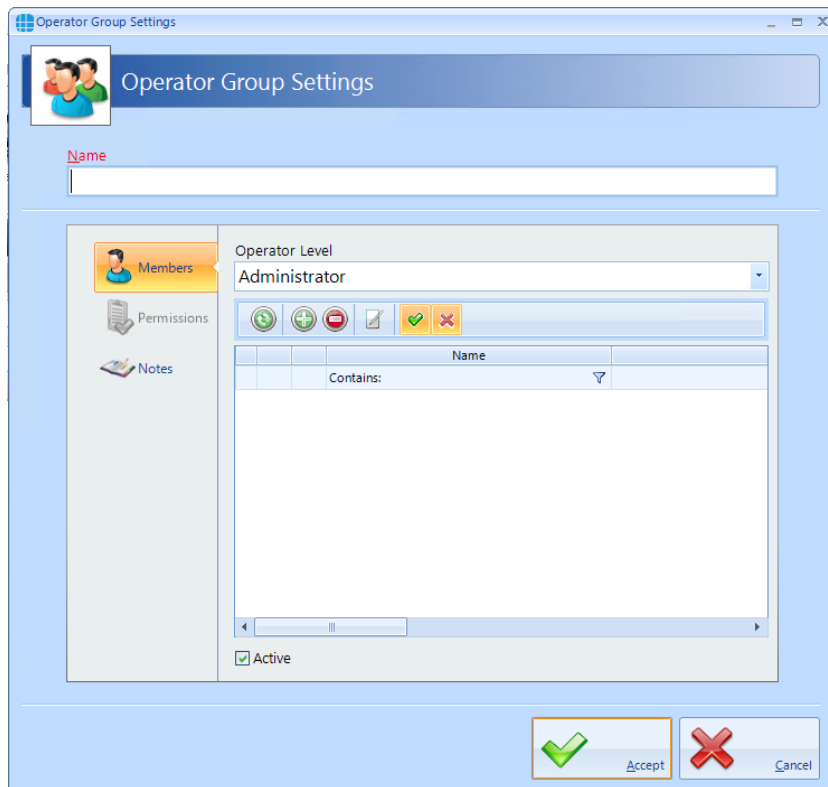 Operator Group Settings
Operator Group Settings
Name
Members
Permissions
Notes
Operator Level
Administrator
Name
Contains:
Active
Accept
Cancel